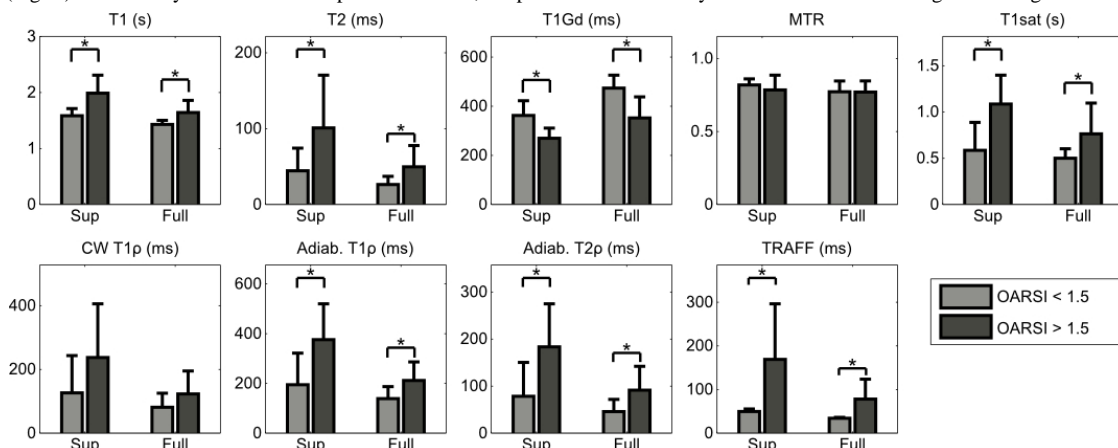 T1 (s)
T2 (ms)
T1Gd (ms)
MTR
T1sat (s)
3
2
1
0
200
100
0
600
400
200
0
1.0
0.5
0
1.5
1.0
0.5
0
*
*
*
*
*
*
*
*
Sup Full
Sup Full
Sup Full
Sup Full
Sup Full
CW T1ρ (ms)
Adiab. T1ρ (ms)
Adiab. T2ρ (ms)
TRAFF (ms)
400
200
0
600
400
200
0
300
200
100
0
300
200
100
0
*
*
*
*
*
*
Sup Full
Sup Full
Sup Full
Sup Full
OARSI < 1.5
OARSI > 1.5